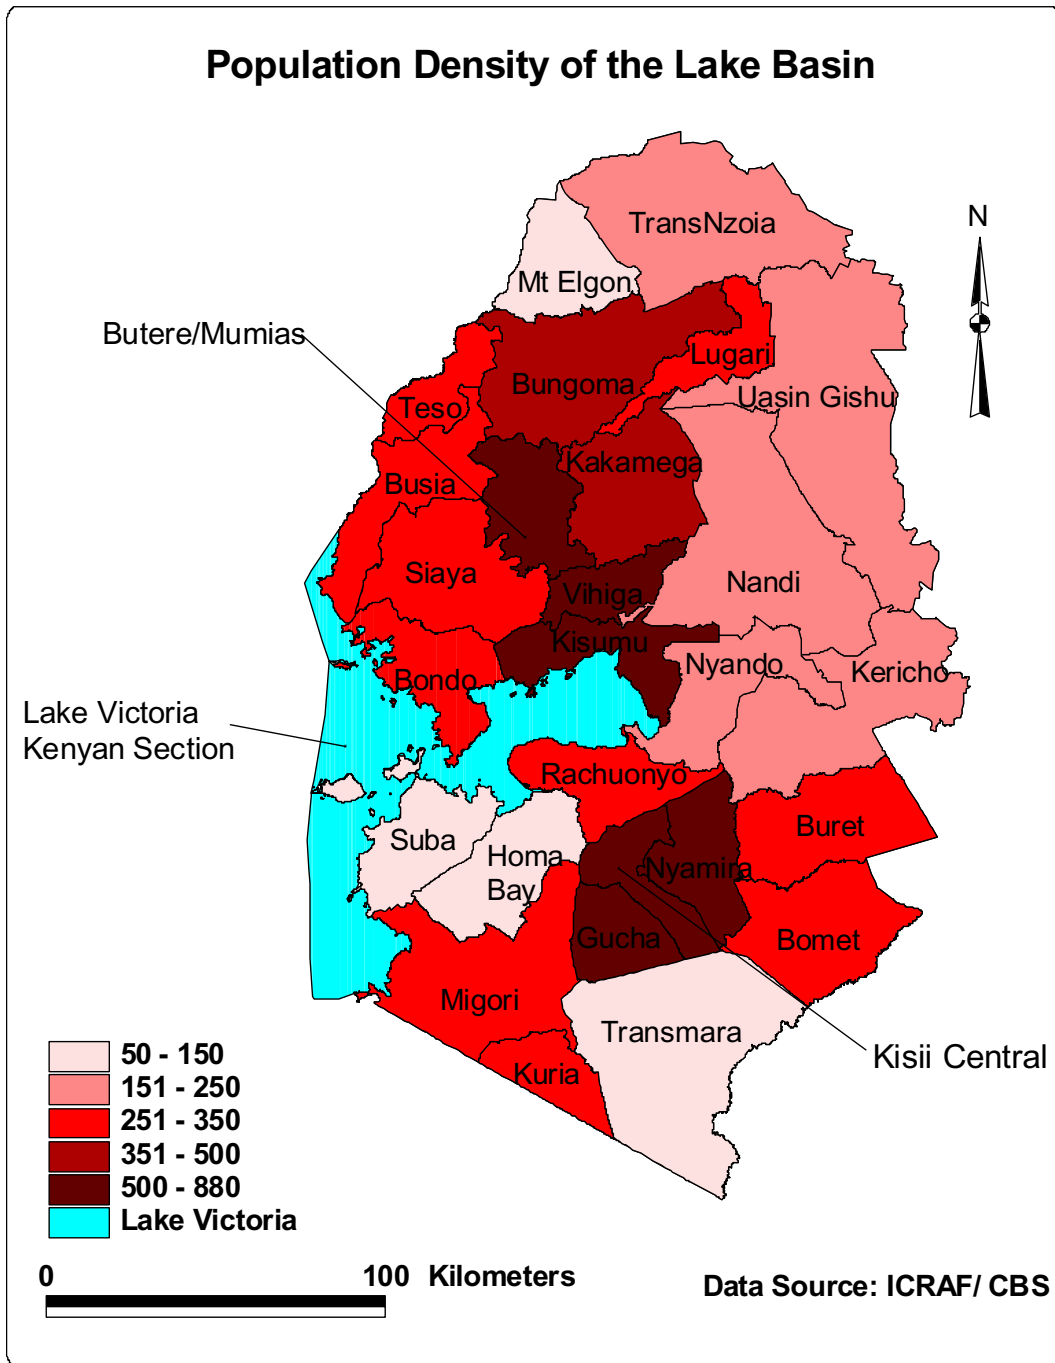 Population Density of the Lake Basin
N
TransNzoia
Mt Elgon
Butere/Mumias
Lugari
Bungoma
Uasin Gishu
Teso
Kakamega
Busia
Siaya
Nandi
Vihiga
Kisumu
Nyando
Kericho
Bondo
Lake Victoria
Kenyan Section
Rachuonyo
Buret
Suba
Homa
Bay
Nyamira
Gucha
Bomet
Migori
Transmara
Kisii Central
Kuria
50 - 150
151 - 250
251 - 350
351 - 500
500 - 880
Lake Victoria
0 100 Kilometers
Data Source: ICRAF/ CBS